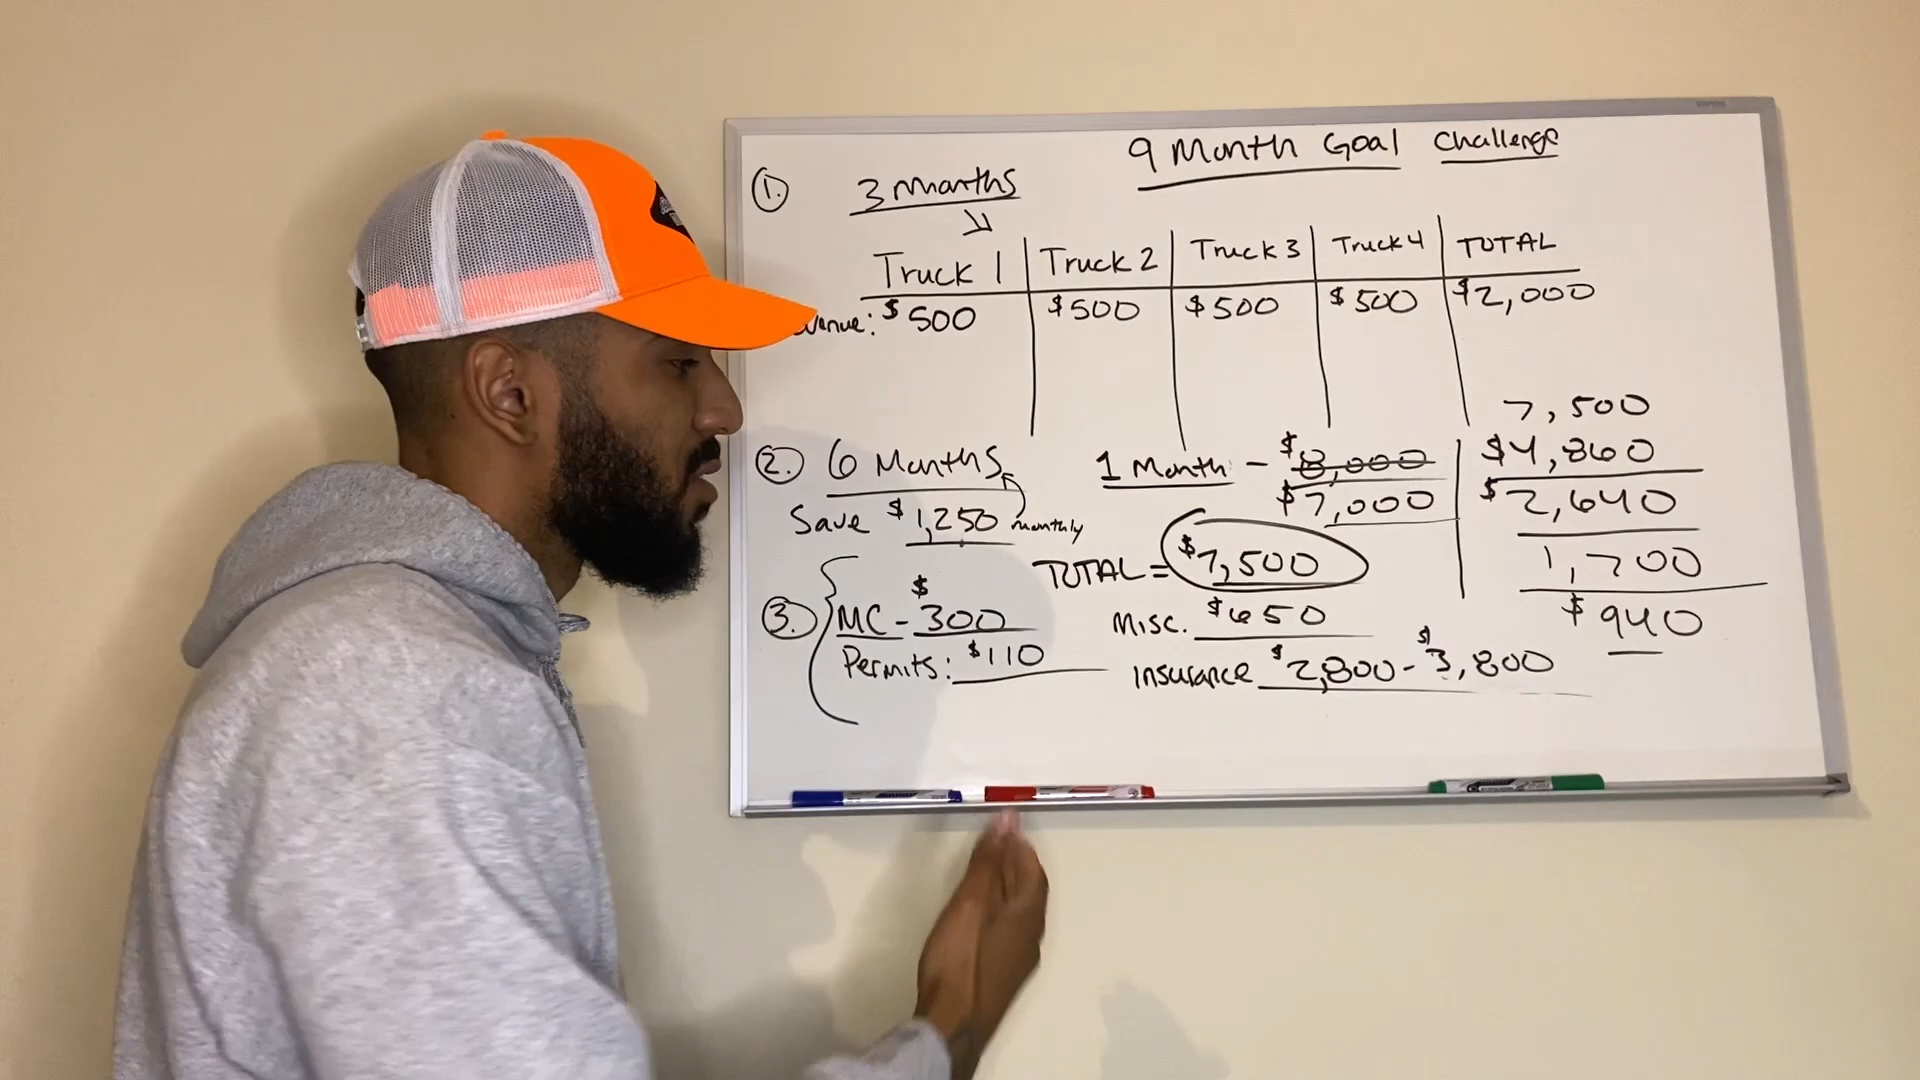 9 Month Goal Challenge
1. 3 Months
Truck 1 Truck 2 Truck 3 Truck 4 TOTAL
venue: $500 $500 $500 $500 $2,000
7,500
2. 6 Months 1 Month - $8,000 $4,860
$7,000 $2,640
Save $1,250 monthly
TOTAL = $7,500 1,700
3. MC - $300 Misc. $650 $940
Permits: $110 Insurance $2,800 - $3,800